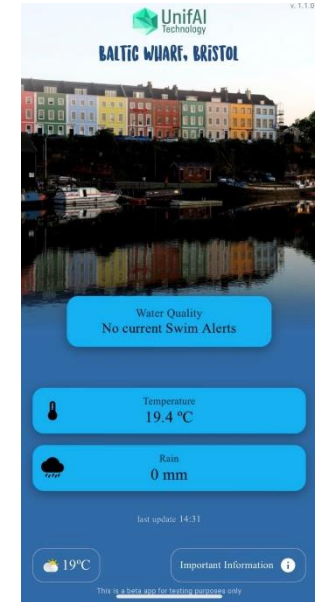 v. 1.1.0
UnifAI
Technology
BALTIC WHARF, BRISTOL
Water Quality
No current Swim Alerts
Temperature
19.4 ºC
Rain
0 mm
last update 14:31
19ºC
Important Information i
This is a beta app for testing purposes only